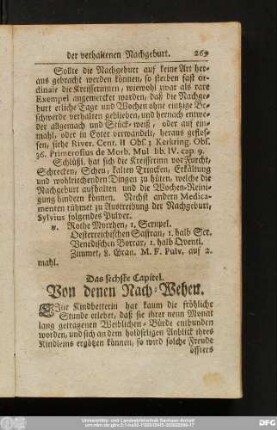 der verhaltenen Nachgeburt. 269
Sollte die Nachgeburt auf keine Art her-
aus gebracht werden können, so sterben fast or-
dinair die Kreisserinnen, wiewohl zwar als rare
Exempel angemercket worden, daß die Nachge-
burt etliche Tage und Wochen ohne eintzige Be-
schwerde verhalten geblieben, und hernach entwe-
der allgemach und Stück-weiß, oder auf ein-
mahl, oder in Eyter verwandelt, heraus geflos-
sen, siehe River. Cent. II Obs. Kerkring. Obs.
36. Primerosius de Morb. Mul. lib. IV. cap. 9.
Schlüßl. hat sich die Kreisserin vor Furcht,
Schrecken, Schen, kalten Trincken, Erkältung
und wohlriechenden Dingen zu hüten, welche die
Nachgeburt aufhalten und die Wochen-Reini-
gung hindern können. Nechst andern Medica-
menten rühmet zu Austreibung der Nachgeburt,
Sylvius folgendes Pulver.
Rothe Myrrhen, 1. Scrupel.
Oesterreichischen Saffran, 1. halb Scr.
Venedischen Borrax, 1. halb Qventl.
Zimmet, 8. Gran. M. F. Pulv. auf 2.
mahl.
Das sechste Capitel.
Von denen Nach-Wehen.
Die Kindbetterin hat kaum die fröhliche
Stunde erlebet, daß sie ihrer neun Monat
lang getragenen Weiblichen-Bürde entbunden
worden, und sich an dem holdseligen Anblick ihres
Kindleins ergötzen können, so wird solche Freude
öffters